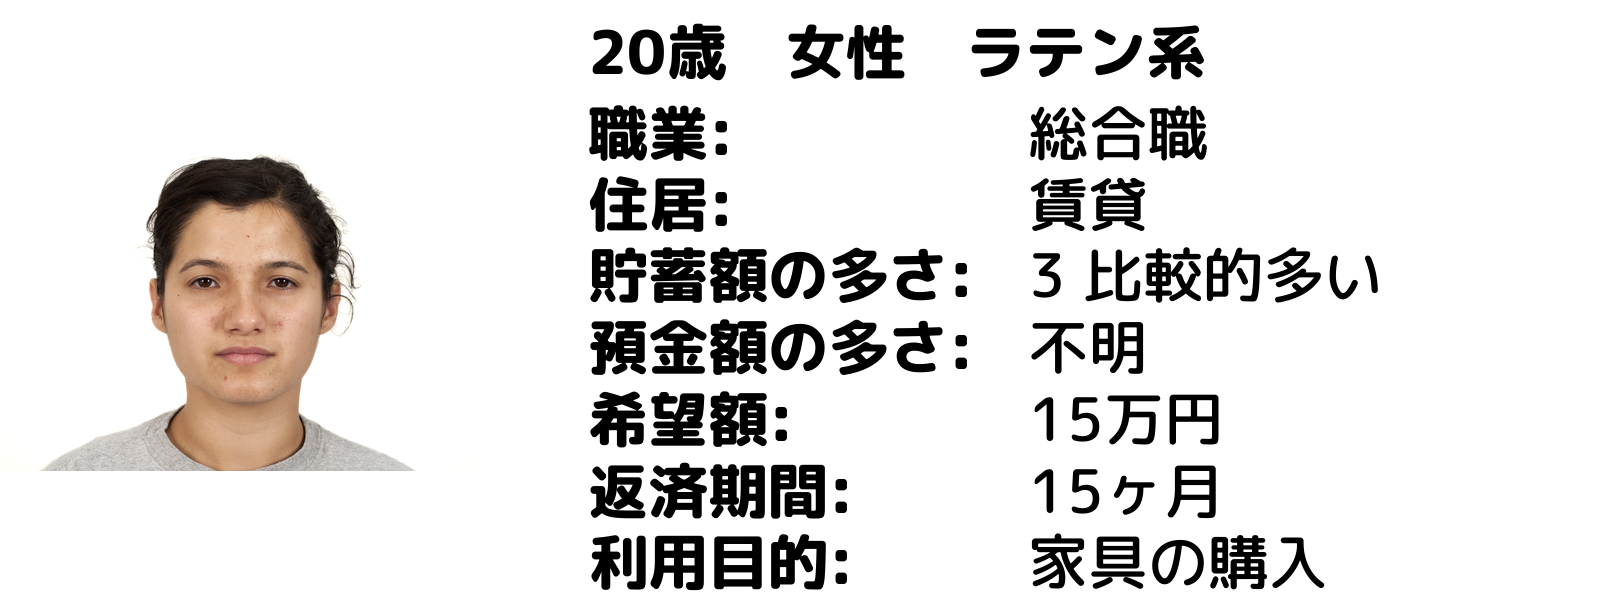 20歳　女性　ラテン系
職業: 総合職
住居: 賃貸
貯蓄額の多さ: 3 比較的多い
預金額の多さ: 不明
希望額: 15万円
返済期間: 15ヶ月
利用目的: 家具の購入